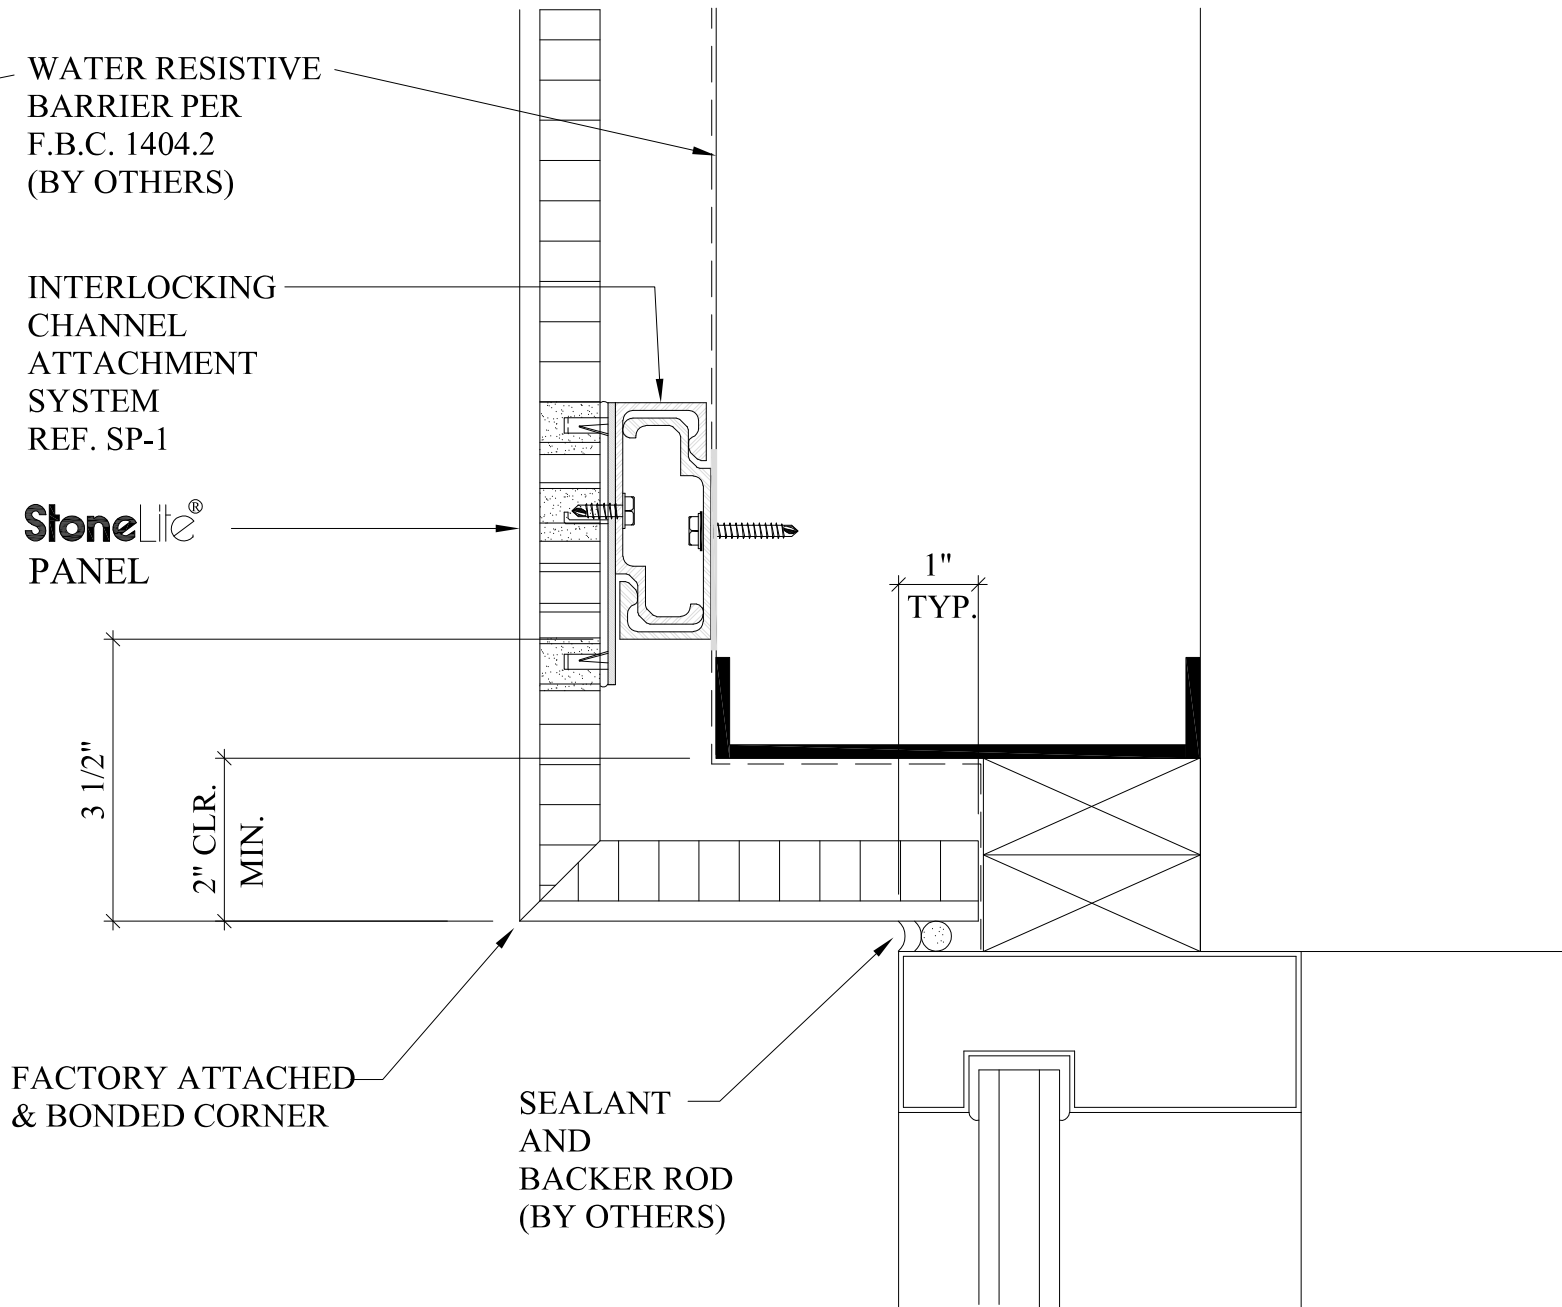 WATER RESISTIVE
BARRIER PER
F.B.C. 1404.2
(BY OTHERS)
INTERLOCKING
CHANNEL
ATTACHMENT
SYSTEM
REF. SP-1
StoneLite®
PANEL
1"
TYP.
3 1/2"
2" CLR.
MIN.
FACTORY ATTACHED
& BONDED CORNER
SEALANT
AND
BACKER ROD
(BY OTHERS)